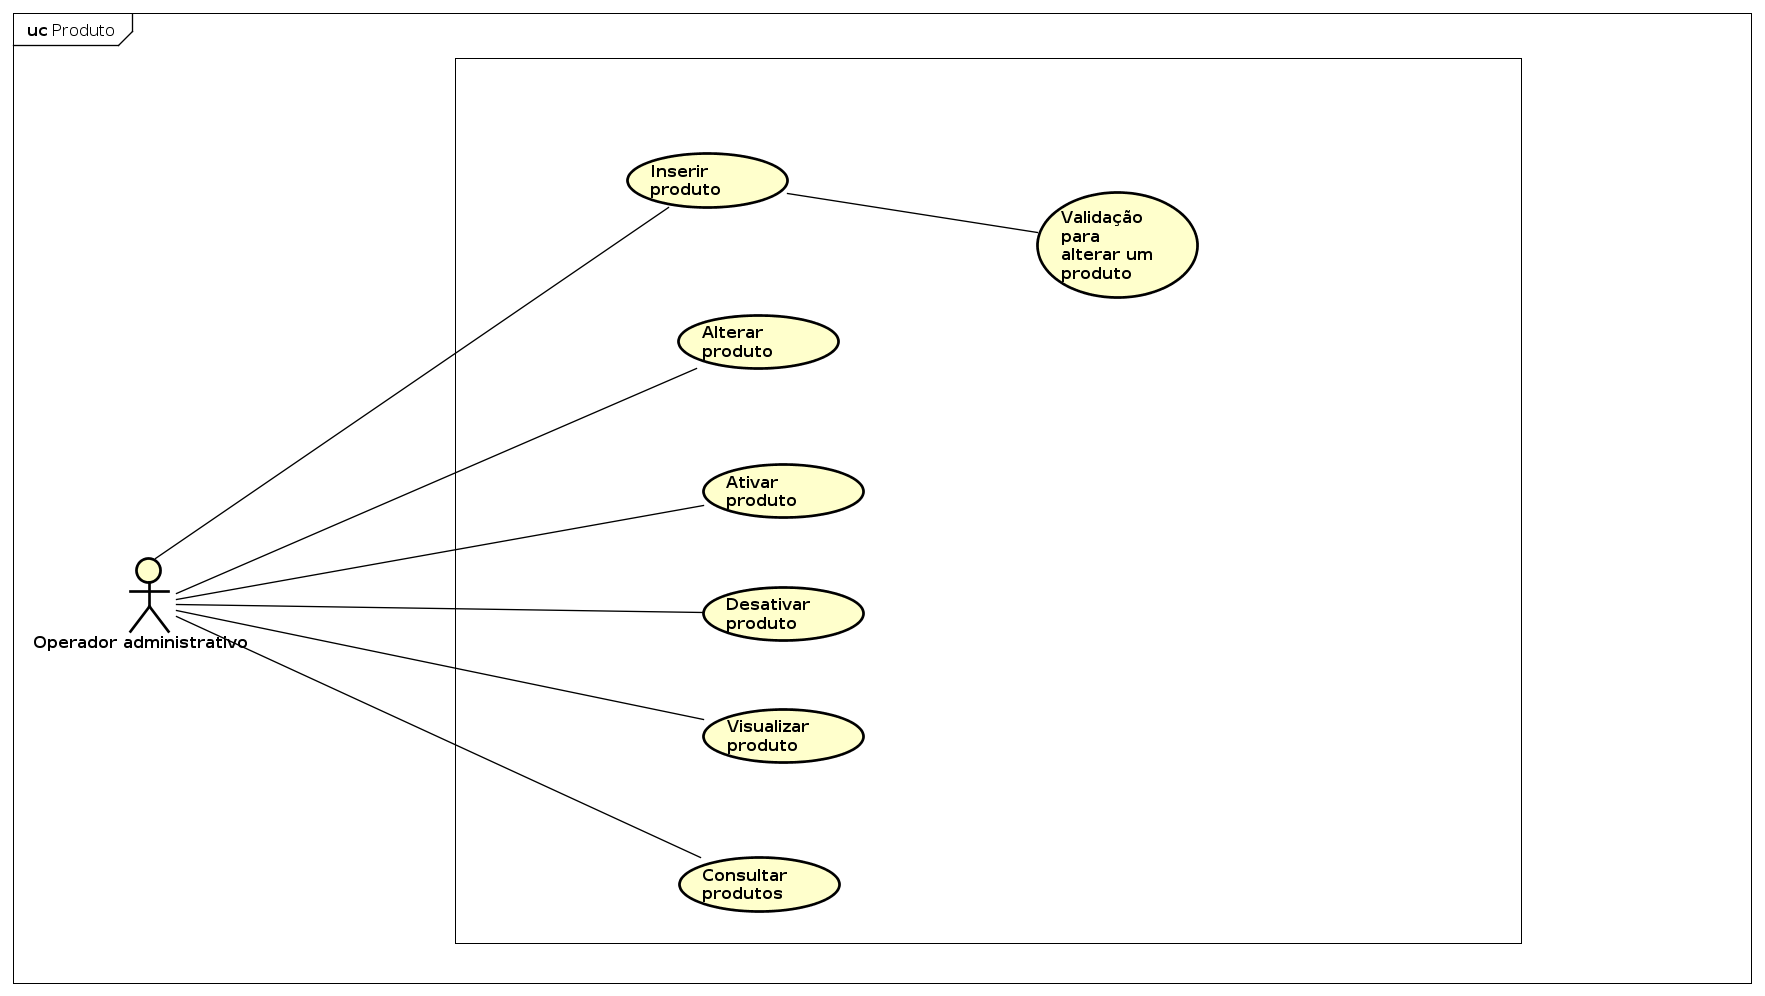 uc Produto
Inserir
produto
Validação
para
alterar um
produto
Alterar
produto
Ativar
produto
Desativar
produto
Operador administrativo
Visualizar
produto
Consultar
produtos